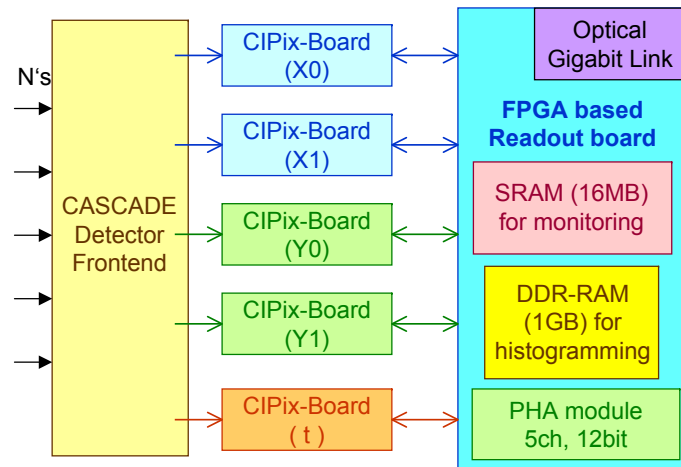 N's
CASCADE
Detector
Frontend
CIPix-Board
(X0)
CIPix-Board
(X1)
CIPix-Board
(Y0)
CIPix-Board
(Y1)
CIPix-Board
( t )
Optical
Gigabit Link
FPGA based
Readout board
SRAM (16MB)
for monitoring
DDR-RAM
(1GB) for
histogramming
PHA module
5ch, 12bit